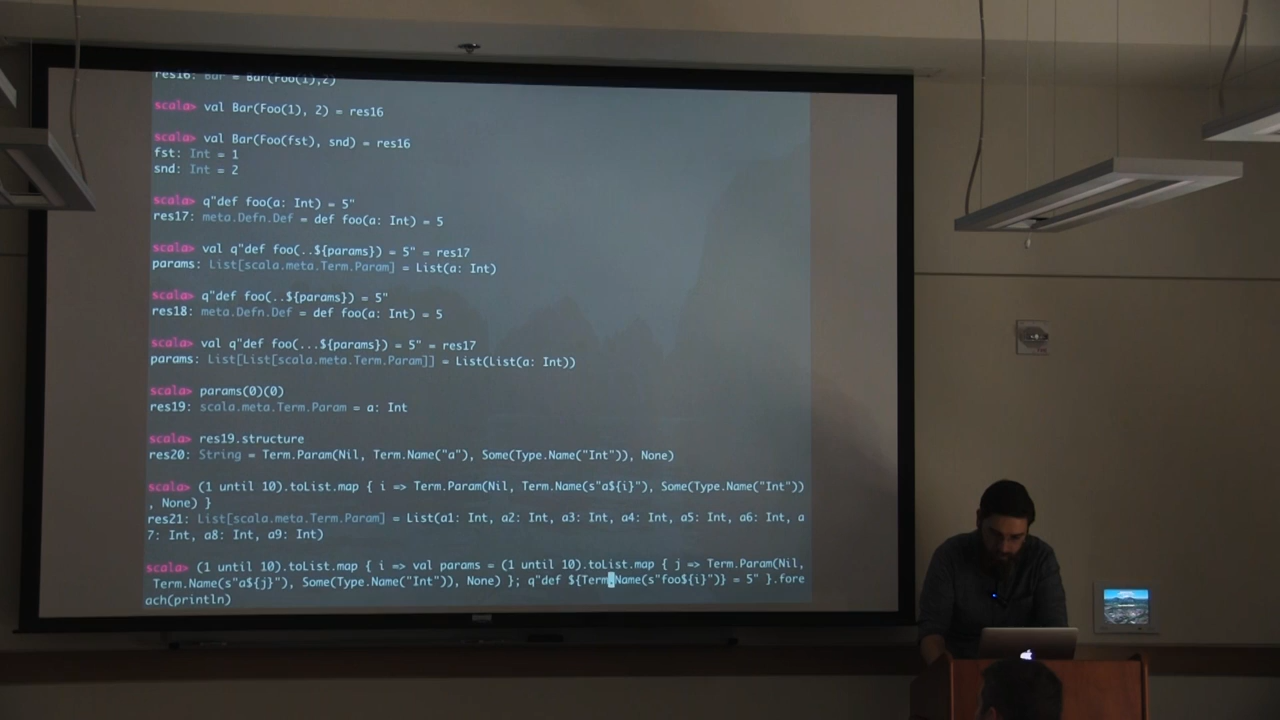 res16: Bar = Bar(Foo(1),2)
scala> val Bar(Foo(1), 2) = res16
scala> val Bar(Foo(fst), snd) = res16
fst: Int = 1
snd: Int = 2
scala> q"def foo(a: Int) = 5"
res17: meta.Defn.Def = def foo(a: Int) = 5
scala> val q"def foo(..${params}) = 5" = res17
params: List[scala.meta.Term.Param] = List(a: Int)
scala> q"def foo(..${params}) = 5"
res18: meta.Defn.Def = def foo(a: Int) = 5
scala> val q"def foo(...${params}) = 5" = res17
params: List[List[scala.meta.Term.Param]] = List(List(a: Int))
scala> params(0)(0)
res19: scala.meta.Term.Param = a: Int
scala> res19.structure
res20: String = Term.Param(Nil, Term.Name("a"), Some(Type.Name("Int")), None)
scala> (1 until 10).toList.map { i => Term.Param(Nil, Term.Name(s"a${i}"), Some(Type.Name("Int"))
, None) }
res21: List[scala.meta.Term.Param] = List(a1: Int, a2: Int, a3: Int, a4: Int, a5: Int, a6: Int, a
7: Int, a8: Int, a9: Int)
scala> (1 until 10).toList.map { i => val params = (1 until 10).toList.map { j => Term.Param(Nil,
Term.Name(s"a${j}"), Some(Type.Name("Int")), None) }; q"def ${Term.Name(s"foo${i}")} = 5" }.fore
ach(println)